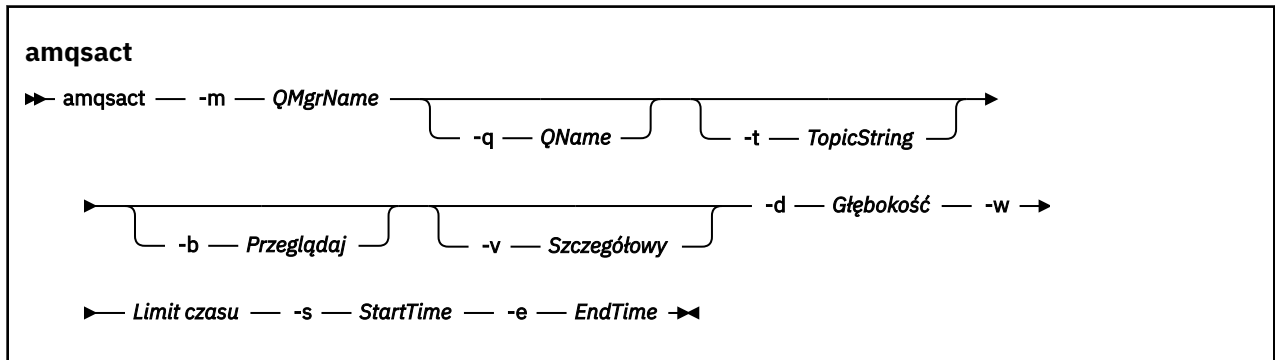 amqsact
amqsact -m QMgrName
-q QName -t TopicString
-d Głębokość -w
-b Przeglądaj -v Szczegółowy
Limit czasu -s StartTime -e EndTime